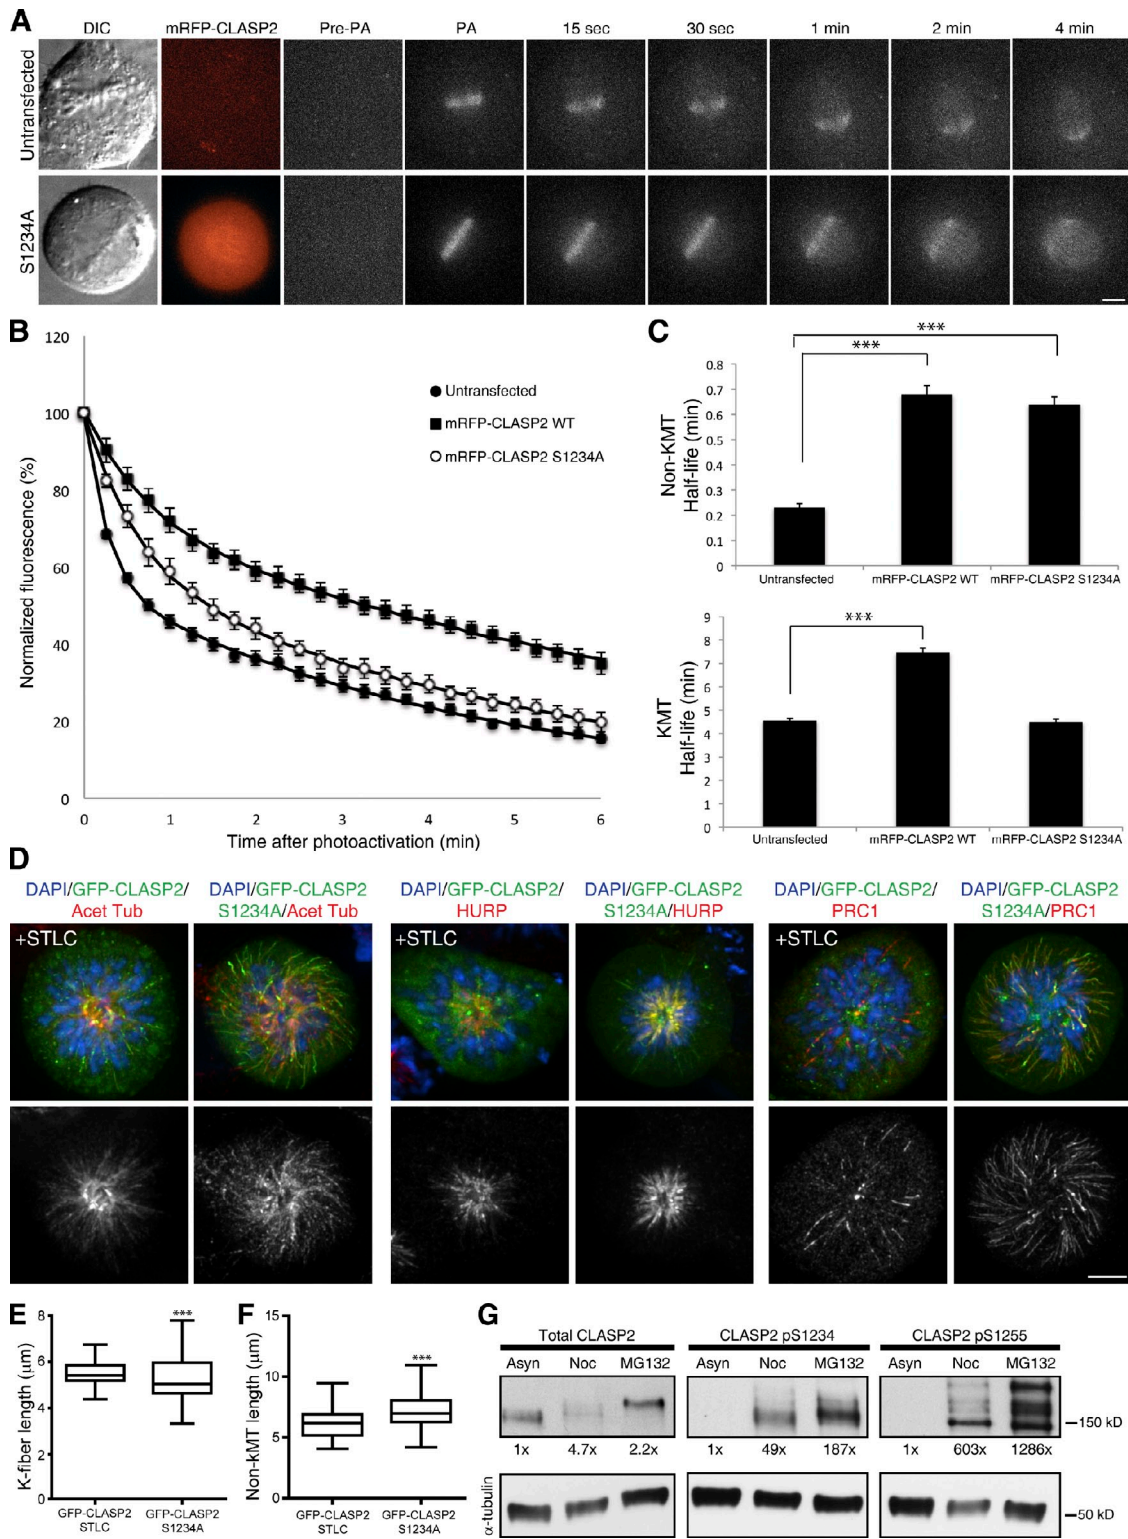 A
DIC mRFP-CLASP2 Pre-PA PA 15 sec 30 sec 1 min 2 min 4 min
Untransfected
S1234A
B
120
100
80
60
40
20
0
Normalized fluorescence (%)
Untransfected
mRFP-CLASP2 WT
mRFP-CLASP2 S1234A
0 1 2 3 4 5 6
Time after photoactivation (min)
C
***
***
0.8
0.7
0.6
0.5
0.4
0.3
0.2
0.1
0
Non-KMT
Half-life (min)
Untransfected mRFP-CLASP2 WT mRFP-CLASP2 S1234A
***
9
8
7
6
5
4
3
2
1
0
KMT
Half-life (min)
Untransfected mRFP-CLASP2 WT mRFP-CLASP2 S1234A
D
DAPI/GFP-CLASP2/
Acet Tub
DAPI/GFP-CLASP2
S1234A/Acet Tub
DAPI/GFP-CLASP2/
HURP
DAPI/GFP-CLASP2
S1234A/HURP
DAPI/GFP-CLASP2/
PRC1
DAPI/GFP-CLASP2
S1234A/PRC1
+STLC
+STLC
+STLC
E
8
6
4
2
0
K-fiber length (μm)
***
GFP-CLASP2
STLC
GFP-CLASP2
S1234A
F
15
10
5
0
Non-kMT length (μm)
***
GFP-CLASP2
STLC
GFP-CLASP2
S1234A
G
Total CLASP2 CLASP2 pS1234 CLASP2 pS1255
Asyn Noc MG132 Asyn Noc MG132 Asyn Noc MG132
150 kD
1x 4.7x 2.2x 1x 49x 187x 1x 603x 1286x
α-tubulin
50 kD